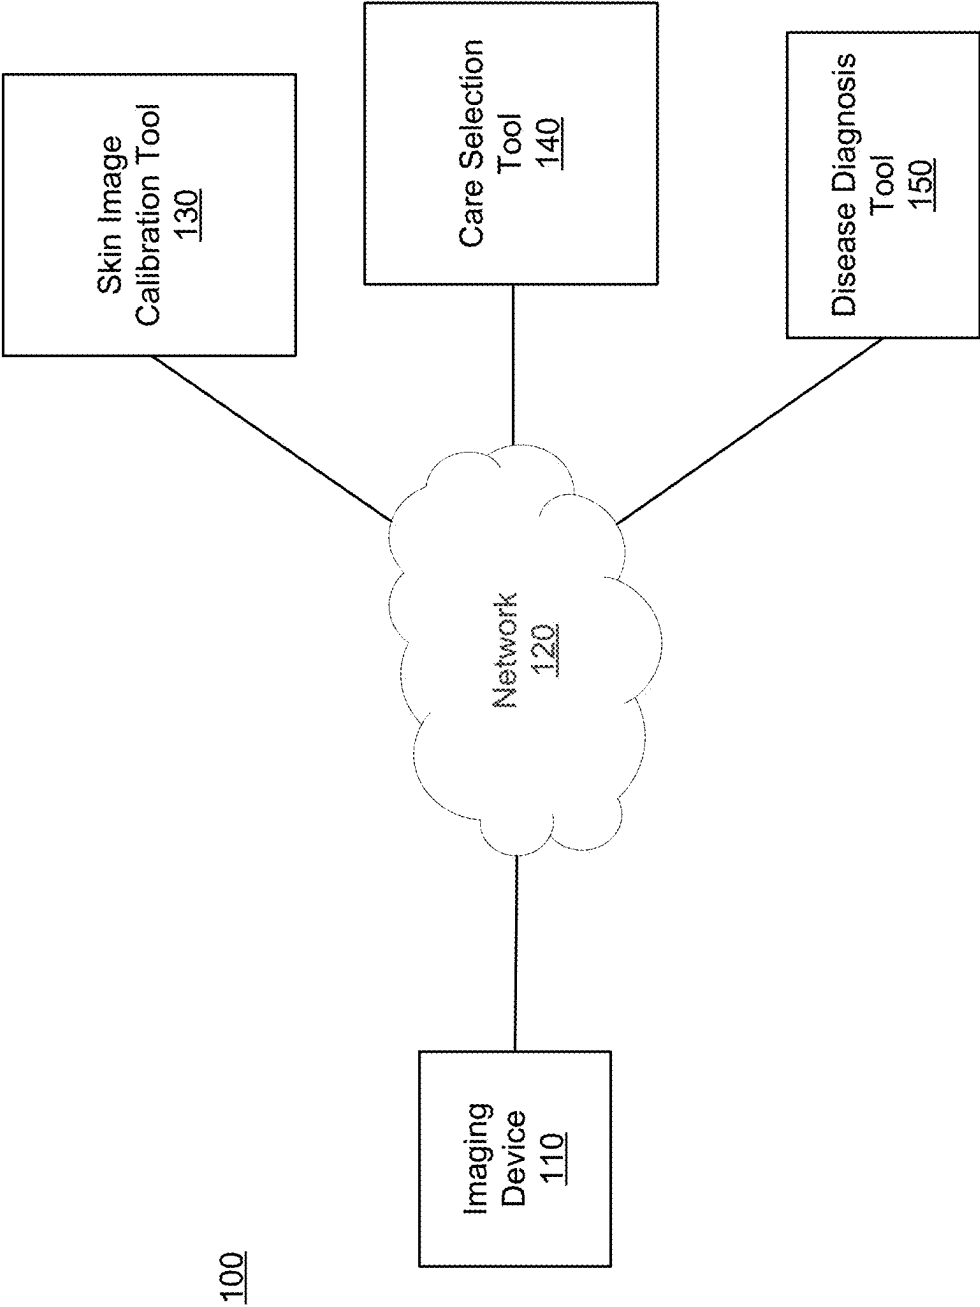 100
Imaging
Device
110
Network
120
Skin Image
Calibration Tool
130
Care Selection
Tool
140
Disease Diagnosis
Tool
150